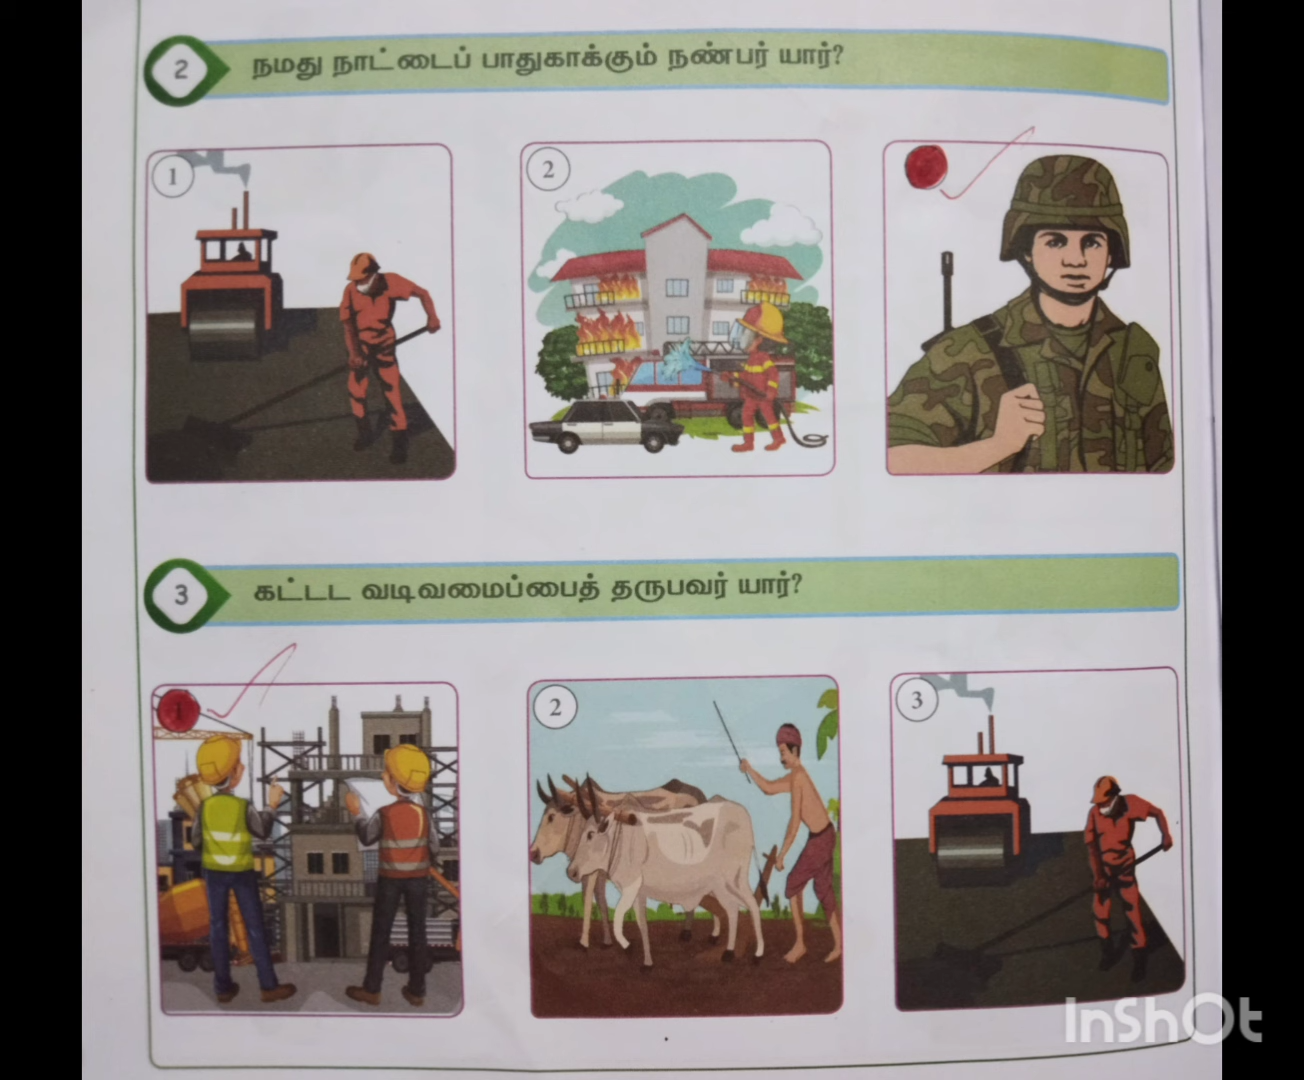 2 நமது நாட்டைப் பாதுகாக்கும் நண்பர் யார்?
1
2
3 கட்டட வடிவமைப்பைத் தருபவர் யார்?
1
2
3
InShOt